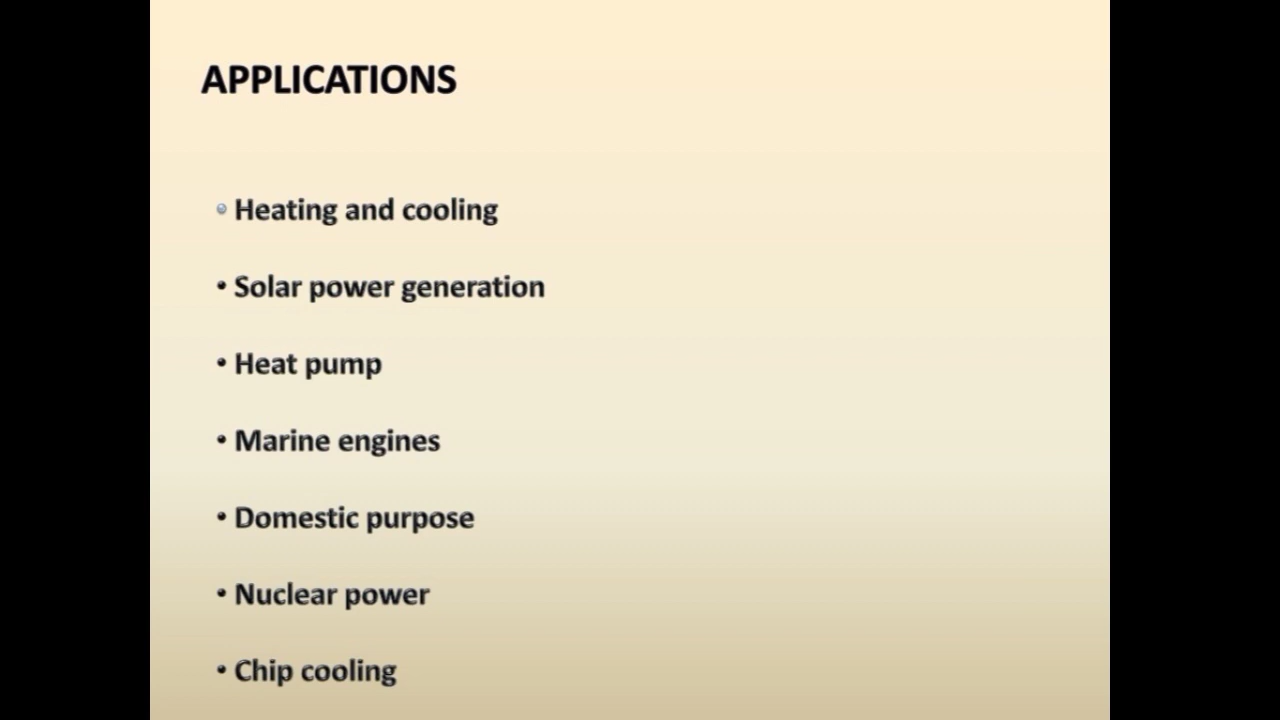 APPLICATIONS
• Heating and cooling
• Solar power generation
• Heat pump
• Marine engines
• Domestic purpose
• Nuclear power
• Chip cooling